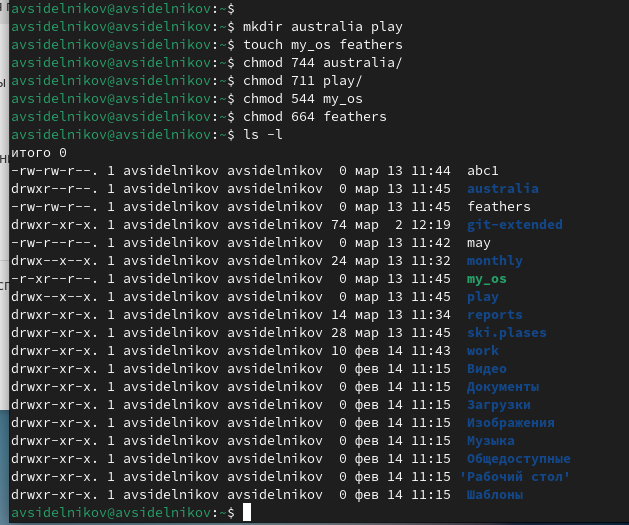 avsidelnikov@avsidelnikov:~$
avsidelnikov@avsidelnikov:~$ mkdir australia play
avsidelnikov@avsidelnikov:~$ touch my_os feathers
avsidelnikov@avsidelnikov:~$ chmod 744 australia/
avsidelnikov@avsidelnikov:~$ chmod 711 play/
avsidelnikov@avsidelnikov:~$ chmod 544 my_os
avsidelnikov@avsidelnikov:~$ chmod 664 feathers
avsidelnikov@avsidelnikov:~$ ls -l
итого 0
-rw-rw-r--. 1 avsidelnikov avsidelnikov  0 мар 13 11:44  abc1
drwxr--r--. 1 avsidelnikov avsidelnikov  0 мар 13 11:45  australia
-rw-rw-r--. 1 avsidelnikov avsidelnikov  0 мар 13 11:45  feathers
drwxr-xr-x. 1 avsidelnikov avsidelnikov 74 мар  2 12:19  git-extended
-rw-r--r--. 1 avsidelnikov avsidelnikov  0 мар 13 11:42  may
drwx--x--x. 1 avsidelnikov avsidelnikov 24 мар 13 11:32  monthly
-r-xr--r--. 1 avsidelnikov avsidelnikov  0 мар 13 11:45  my_os
drwx--x--x. 1 avsidelnikov avsidelnikov  0 мар 13 11:45  play
drwxr-xr-x. 1 avsidelnikov avsidelnikov 14 мар 13 11:34  reports
drwxr-xr-x. 1 avsidelnikov avsidelnikov 28 мар 13 11:45  ski.plases
drwxr-xr-x. 1 avsidelnikov avsidelnikov 10 фев 14 11:43  work
drwxr-xr-x. 1 avsidelnikov avsidelnikov  0 фев 14 11:15  Видео
drwxr-xr-x. 1 avsidelnikov avsidelnikov  0 фев 14 11:15  Документы
drwxr-xr-x. 1 avsidelnikov avsidelnikov  0 фев 14 11:15  Загрузки
drwxr-xr-x. 1 avsidelnikov avsidelnikov  0 фев 14 11:15  Изображения
drwxr-xr-x. 1 avsidelnikov avsidelnikov  0 фев 14 11:15  Музыка
drwxr-xr-x. 1 avsidelnikov avsidelnikov  0 фев 14 11:15  Общедоступные
drwxr-xr-x. 1 avsidelnikov avsidelnikov  0 фев 14 11:15 'Рабочий стол'
drwxr-xr-x. 1 avsidelnikov avsidelnikov  0 фев 14 11:15  Шаблоны
avsidelnikov@avsidelnikov:~$